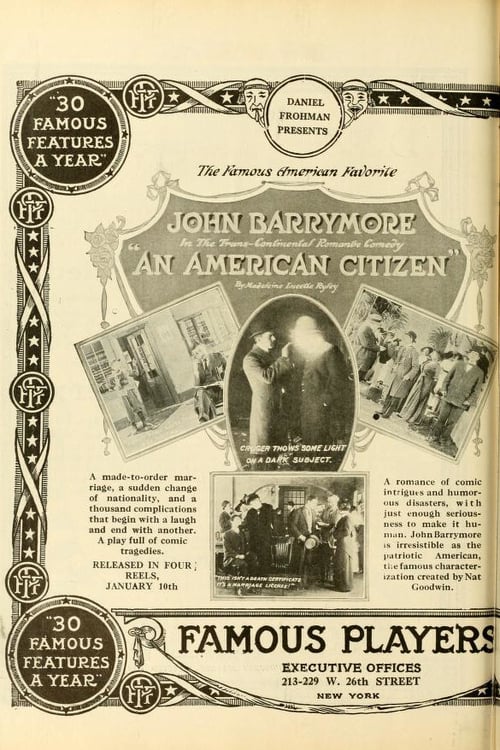 "30
FAMOUS
FEATURES
A YEAR"
DANIEL
FROHMAN
PRESENTS
The Famous American Favorite
JOHN BARRYMORE
In The Trans-Continental Romantic Comedy
"AN AMERICAN CITIZEN"
By Madeleine Lucette Ryley
CRUGER THOWS SOME LIGHT
ON A DARK SUBJECT.
A made-to-order mar-
riage, a sudden change
of nationality, and a
thousand complications
that begin with a laugh
and end with another.
A play full of comic
tragedies.
RELEASED IN FOUR
REELS,
JANUARY 10th
"THIS ISN'T A DEATH CERTIFICATE
IT'S A MARRIAGE LICENSE!"
A romance of comic
intrigues and humor-
ous disasters, with
just enough serious-
ness to make it hu-
man. John Barrymore
is irresistible as the
patriotic American,
the famous character-
ization created by Nat
Goodwin.
"30
FAMOUS
FEATURES
A YEAR"
FAMOUS PLAYERS
EXECUTIVE OFFICES
213-229 W. 26th STREET
NEW YORK